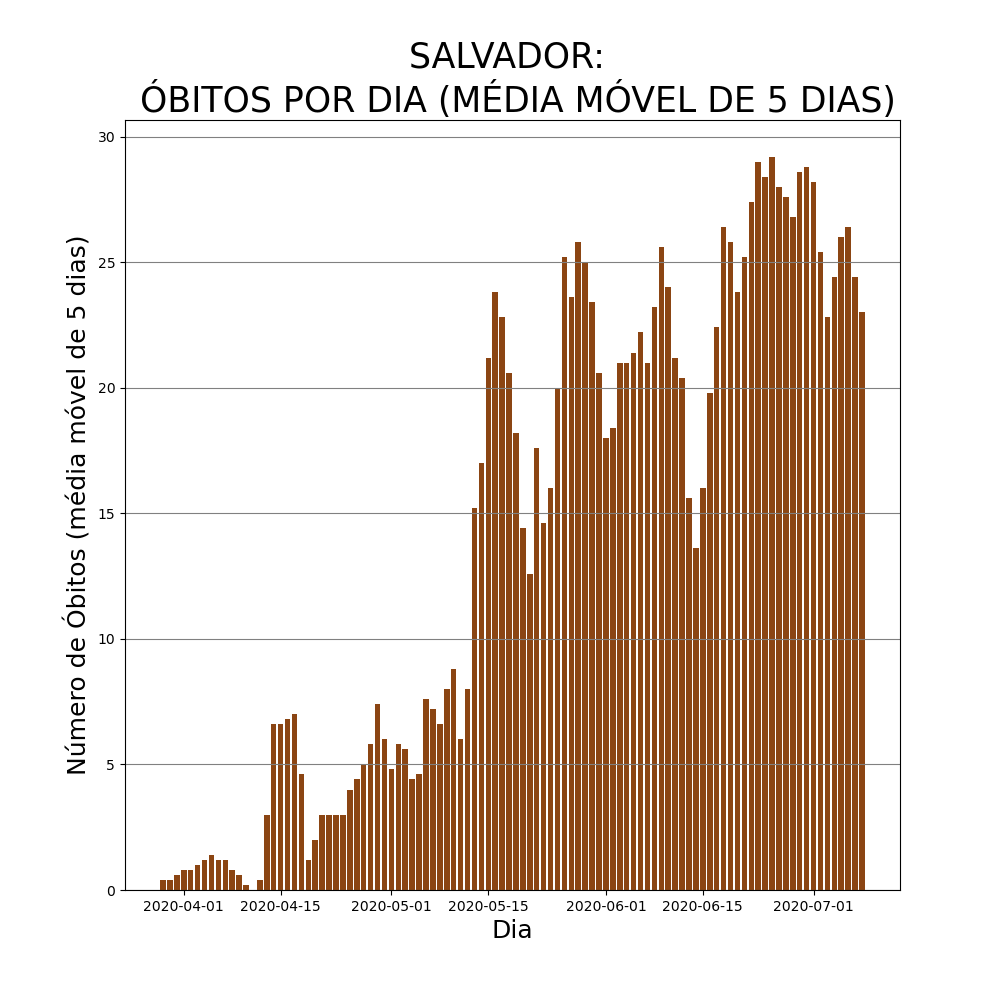 SALVADOR:
ÓBITOS POR DIA (MÉDIA MÓVEL DE 5 DIAS)
Número de Óbitos (média móvel de 5 dias)
30
25
20
15
10
5
0
2020-04-01 2020-04-15 2020-05-01 2020-05-15 2020-06-01 2020-06-15 2020-07-01
Dia